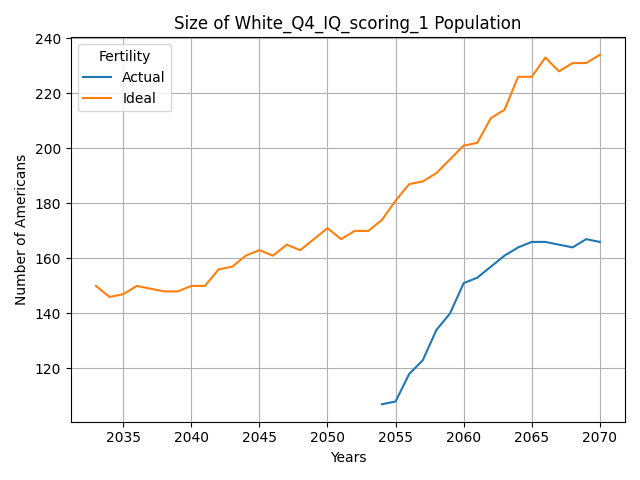 Size of White_Q4_IQ_scoring_1 Population
Fertility
Actual
Ideal
Number of Americans
240
220
200
180
160
140
120
2035
2040
2045
2050
2055
2060
2065
2070
Years